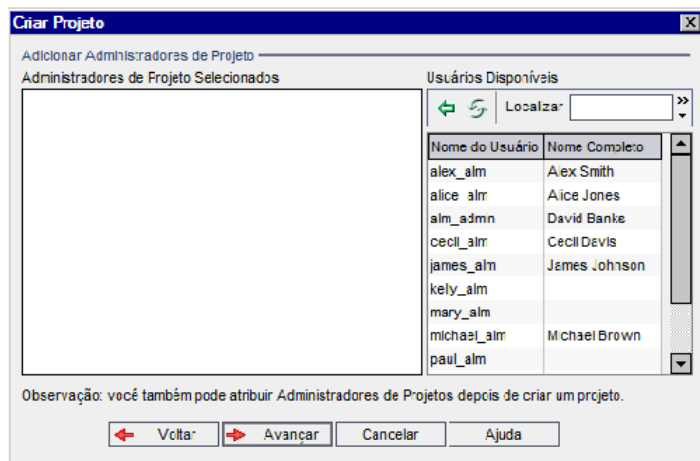 Criar Projeto
Adicionar Administradores de Projeto
Administradores de Projeto Selecionados
Usuários Disponíveis
Localizar
Nome do Usuário Nome Completo
alex_alm Alex Smith
alice_alm Alice Jones
alm_admin David Banks
cecil_alm Cecil Davis
james_alm James Johnson
kelly_alm
mary_alm
michael_alm Michael Brown
paul_alm
Observação: você também pode atribuir Administradores de Projetos depois de criar um projeto.
Voltar Avançar Cancelar Ajuda